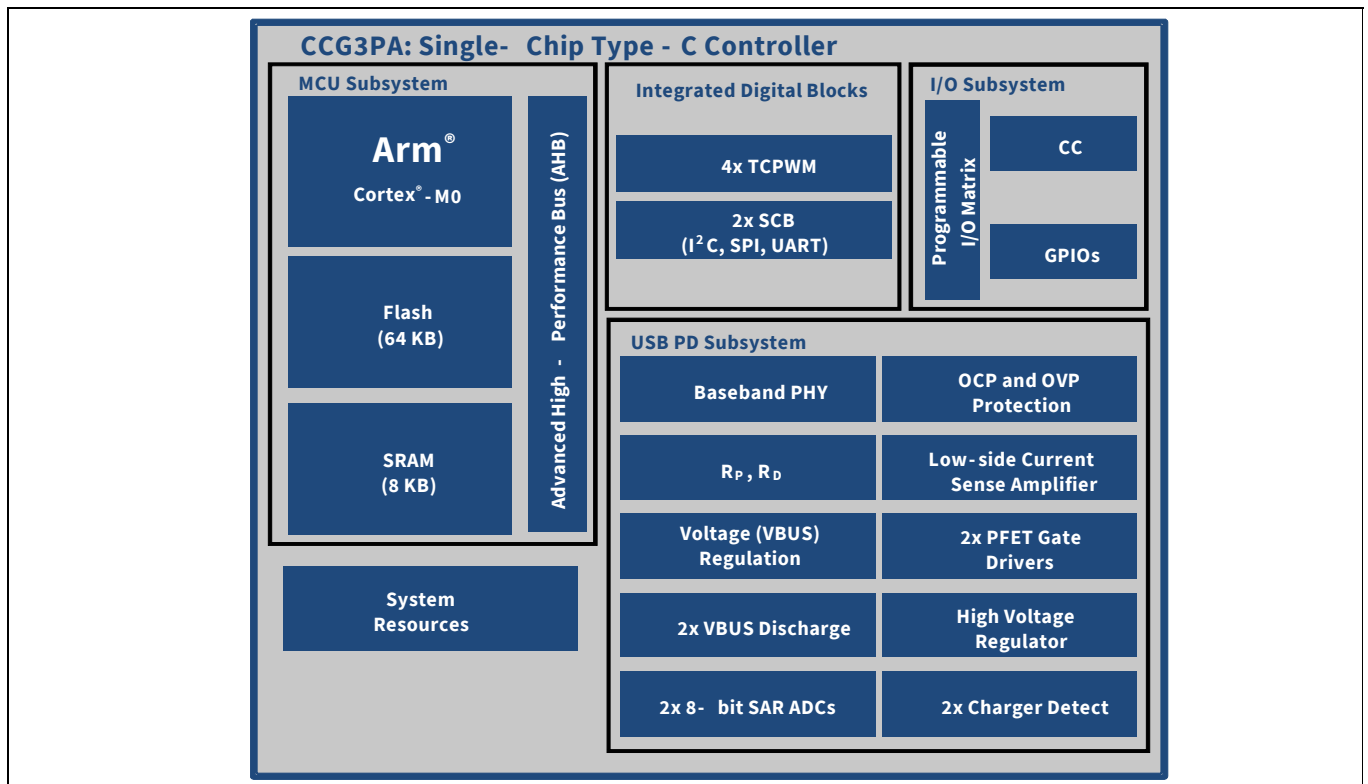 CCG3PA: Single- Chip Type - C Controller
MCU Subsystem
Arm®
Cortex® - M0
Flash
(64 KB)
SRAM
(8 KB)
Advanced High - Performance Bus (AHB)
System
Resources
Integrated Digital Blocks
4x TCPWM
2x SCB
(I²C, SPI, UART)
I/O Subsystem
Programmable
I/O Matrix
CC
GPIOs
USB PD Subsystem
Baseband PHY
OCP and OVP
Protection
RP, RD
Low-side Current
Sense Amplifier
Voltage (VBUS)
Regulation
2x PFET Gate
Drivers
2x VBUS Discharge
High Voltage
Regulator
2x 8- bit SAR ADCs
2x Charger Detect